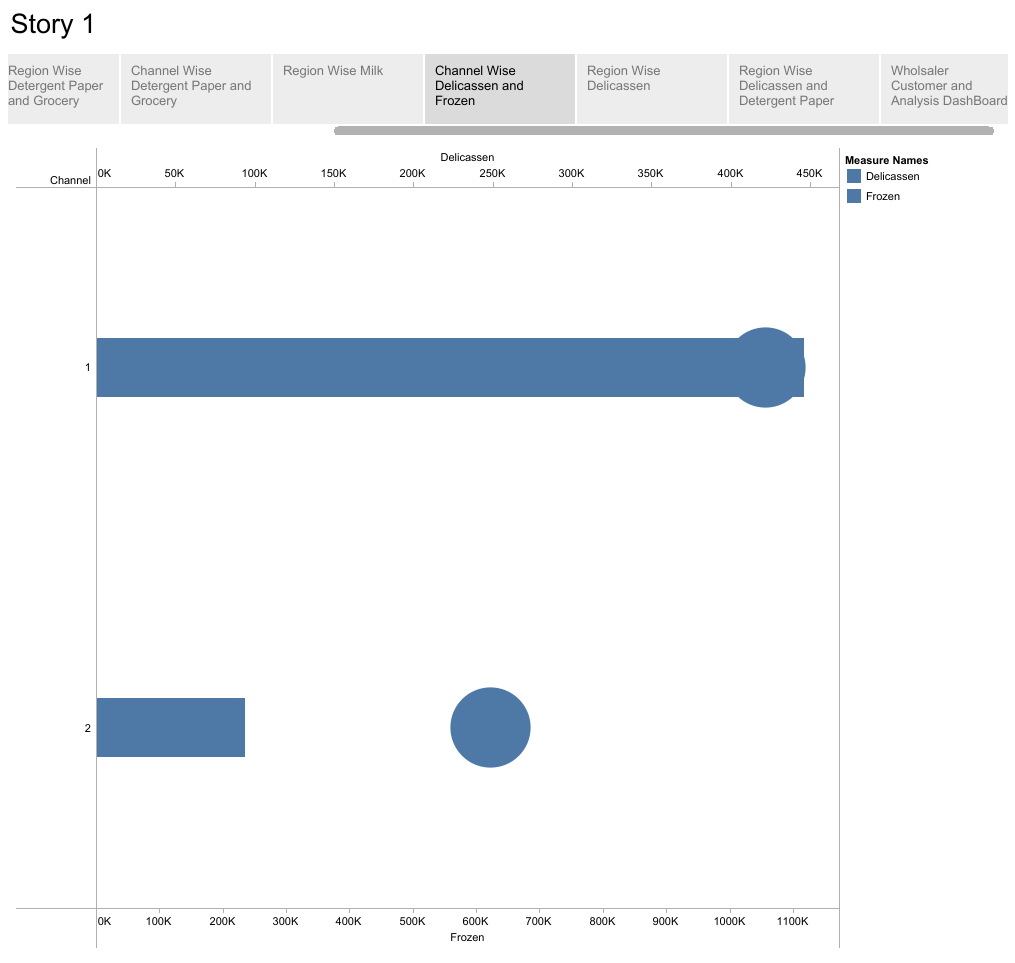 Story 1
Region Wise
Detergent Paper
and Grocery
Channel Wise
Detergent Paper and
Grocery
Region Wise Milk
Channel Wise
Delicassen and
Frozen
Region Wise
Delicassen
Region Wise
Delicassen and
Detergent Paper
Wholsaler
Customer and
Analysis DashBoard
Delicassen
Channel
0K 50K 100K 150K 200K 250K 300K 350K 400K 450K
1
2
0K 100K 200K 300K 400K 500K 600K 700K 800K 900K 1000K 1100K
Frozen
Measure Names
Delicassen
Frozen